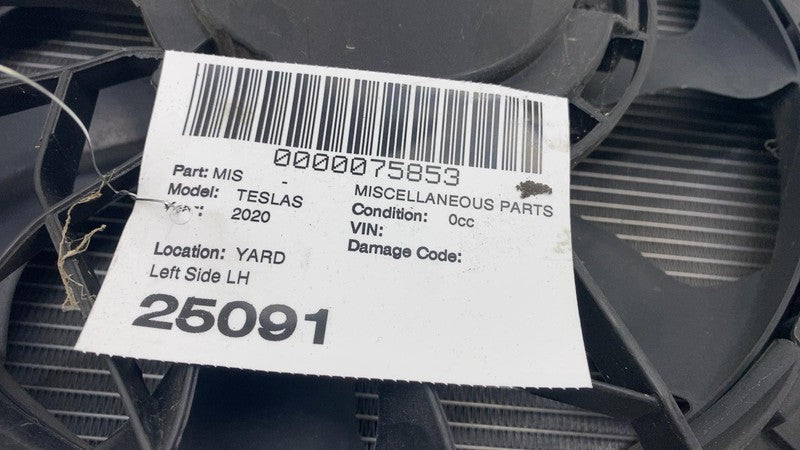 0000075853
Part: MIS - MISCELLANEOUS PARTS
Model: TESLAS Condition: 0cc
2020 VIN:
Damage Code:
Location: YARD
Left Side LH
25091